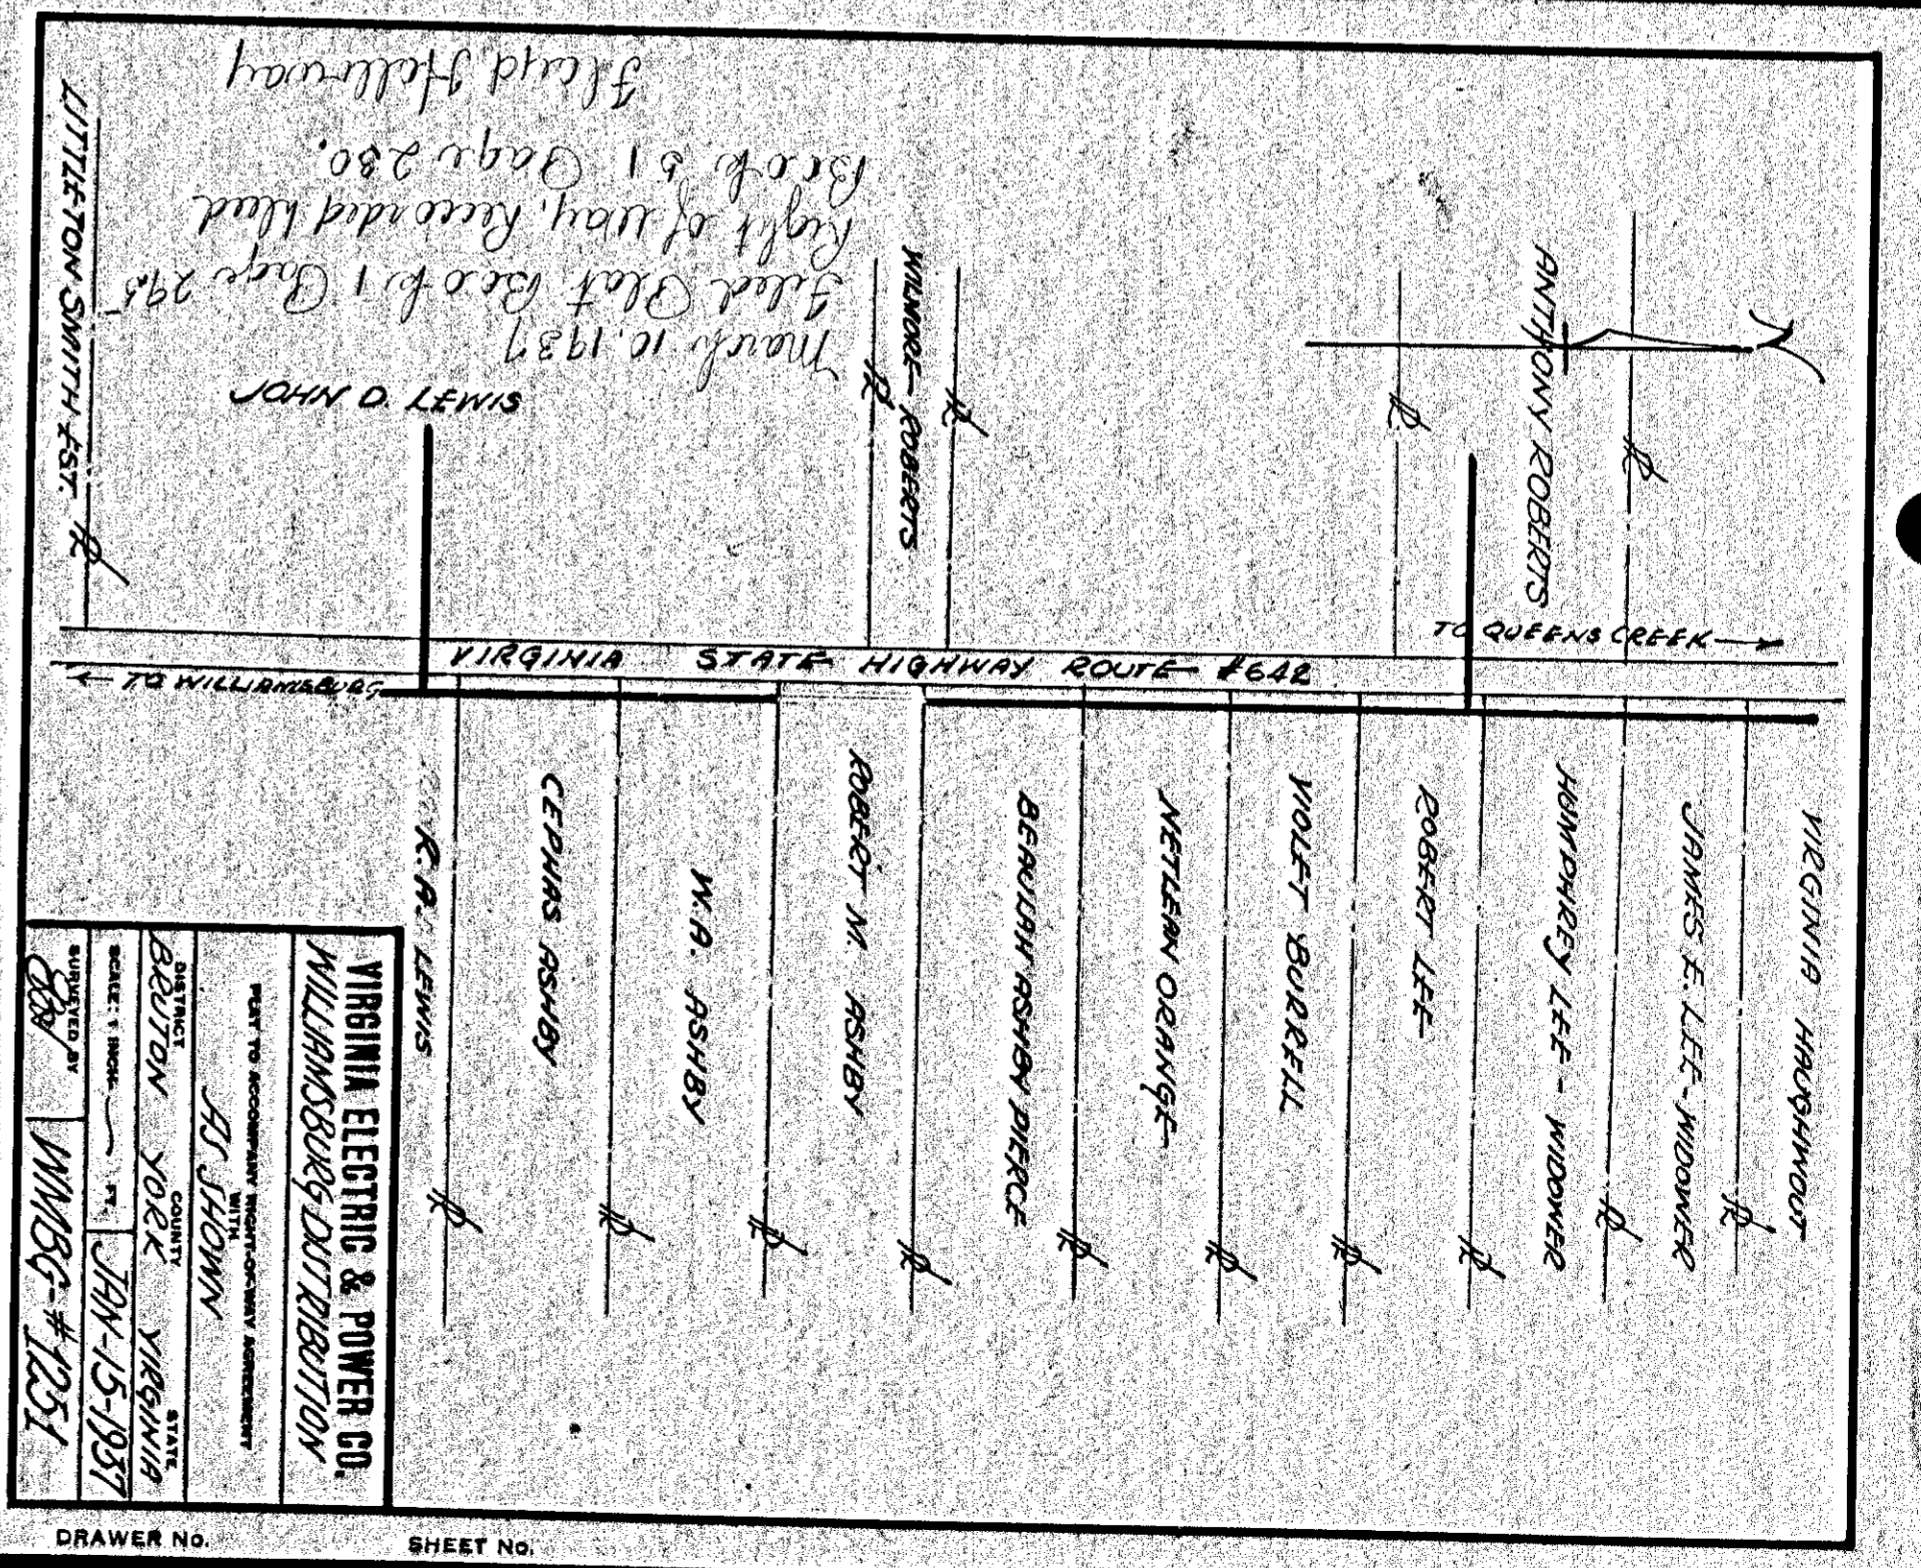 Floyd Holloway
Book 51 Page 280.
Right of way, Recorded Deed
Filed Plat Book 1 Page 295
March 10, 1937
LITTLETON SMITH EST.
JOHN D. LEWIS
WILMORE ROBERTS
ANTHONY ROBERTS
TO QUEENS CREEK
VIRGINIA STATE HIGHWAY ROUTE #642
TO WILLIAMSBURG
R. A. LEWIS
CEPHAS ASHBY
W.A. ASHBY
ROBERT N. ASHBY
BEAULAH ASHBY PIERCE
NETLEAN ORANGE
VIOLET BURRELL
ROBERT LEE
HUMPHREY LEE - WIDOWER
JAMES E. LEE - WIDOWER
VIRGINIA HAUGHWOUT
VIRGINIA ELECTRIC & POWER CO.
WILLIAMSBURG DISTRIBUTION
PLAT TO ACCOMPANY RIGHT-OF-WAY AGREEMENT
WITH
AS SHOWN
DISTRICT COUNTY STATE
BRUTON YORK VIRGINIA
SCALE: 1 INCH FT. JAN-15-1937
SURVEYED BY
WMBG-#1251
DRAWER No.
SHEET No.